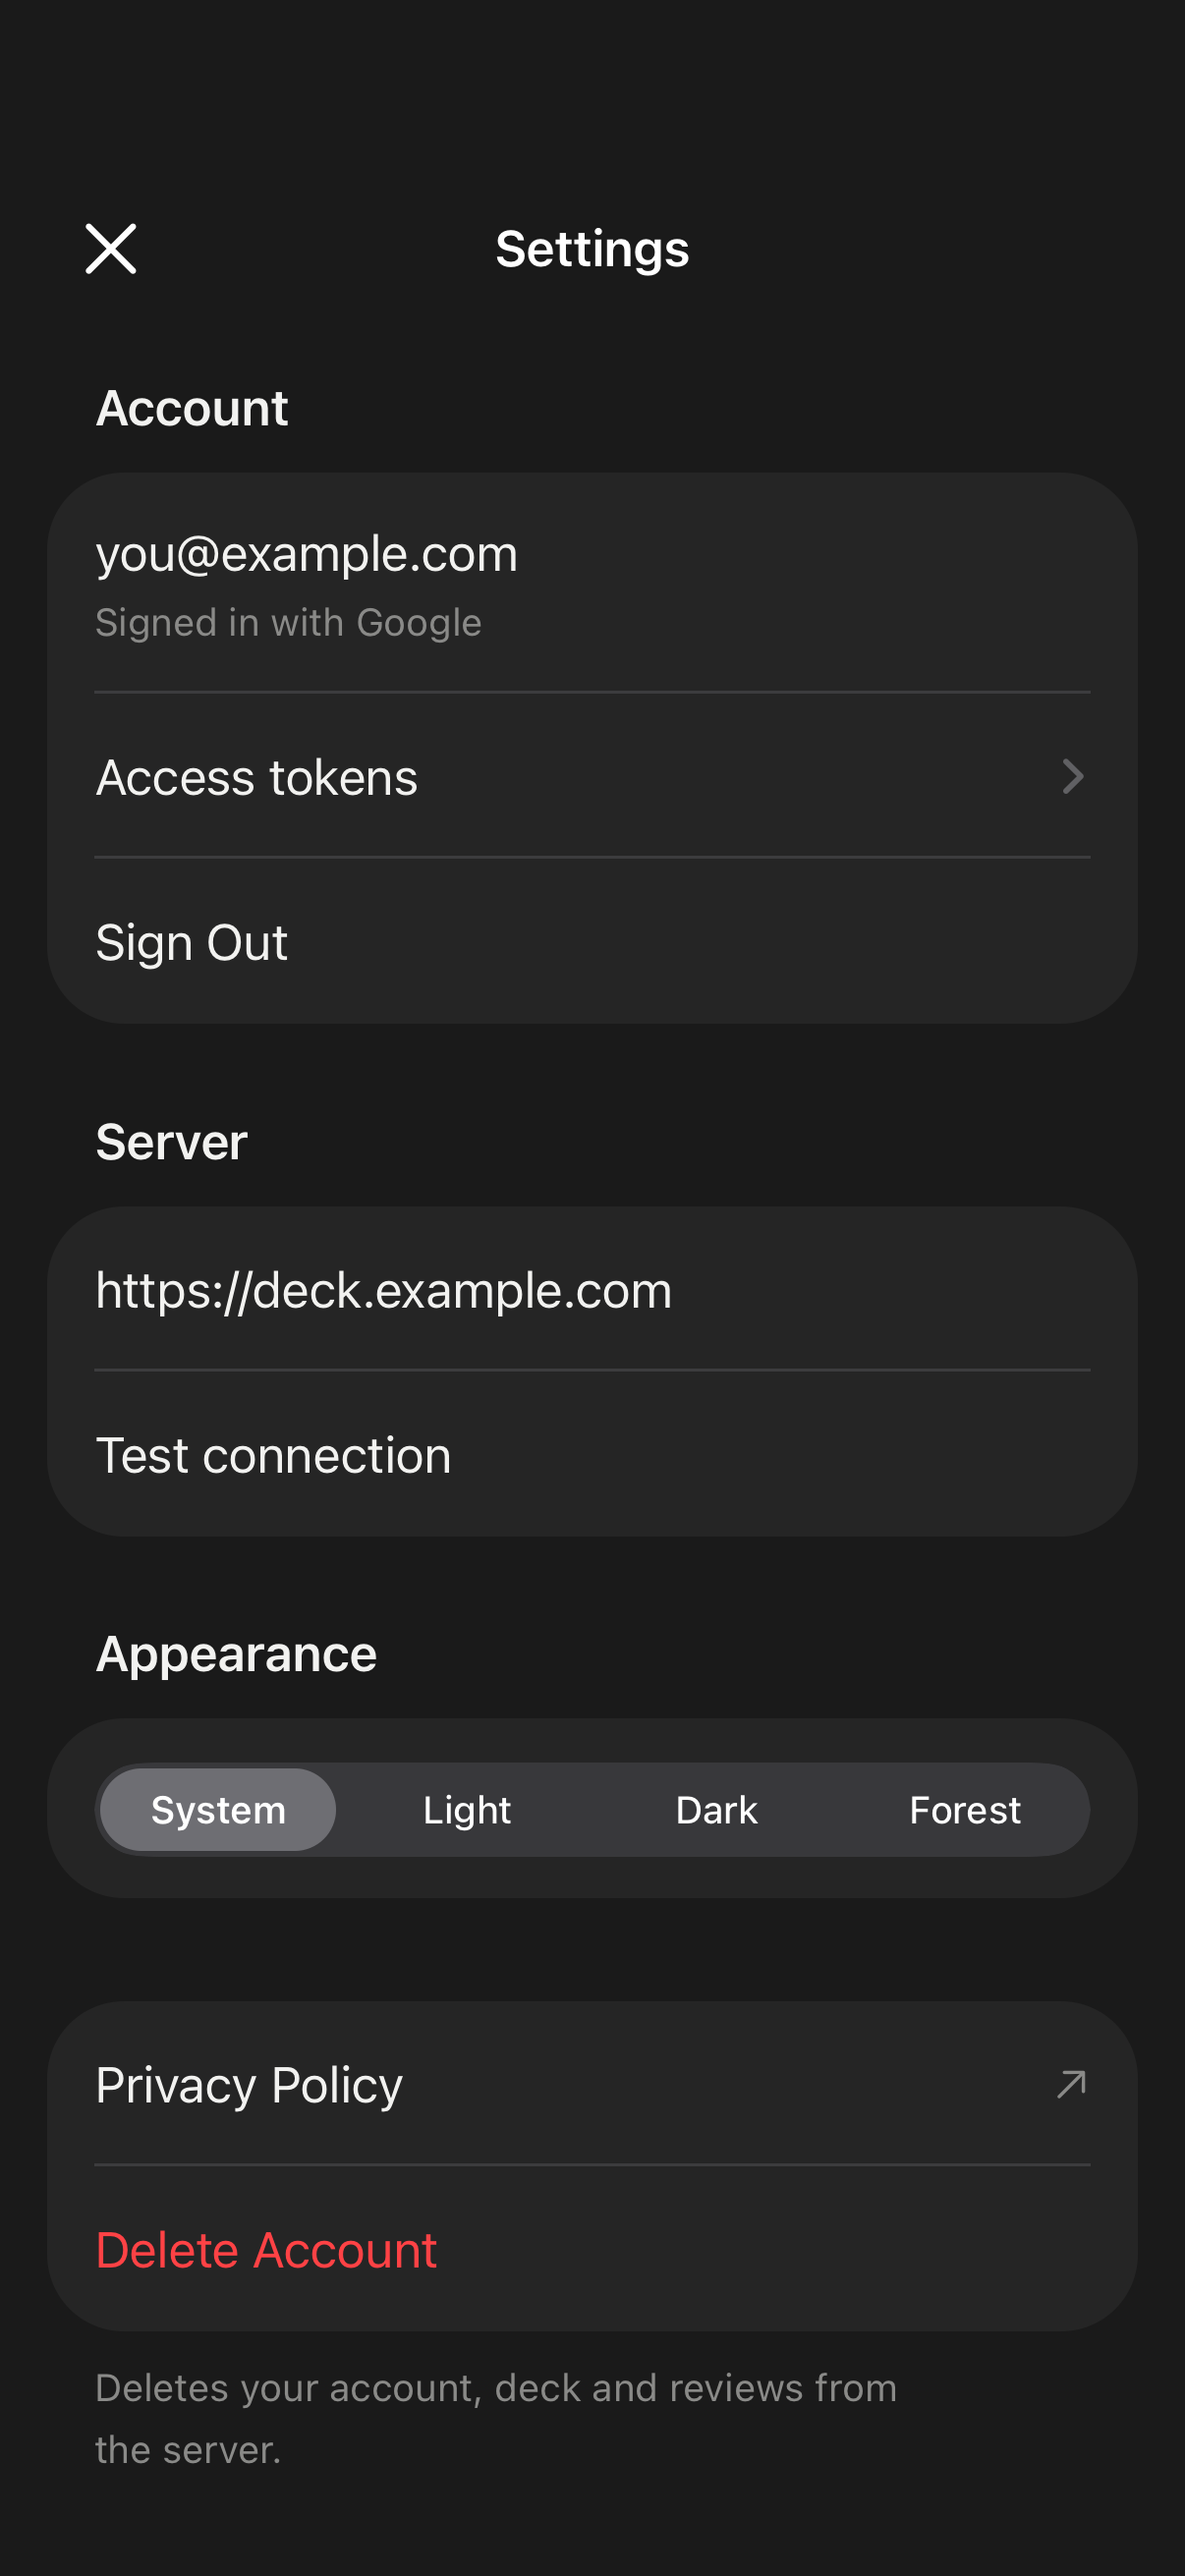 Settings
Account
you@example.com
Signed in with Google
Access tokens
Sign Out
Server
https://deck.example.com
Test connection
Appearance
System Light Dark Forest
Privacy Policy
Delete Account
Deletes your account, deck and reviews from
the server.